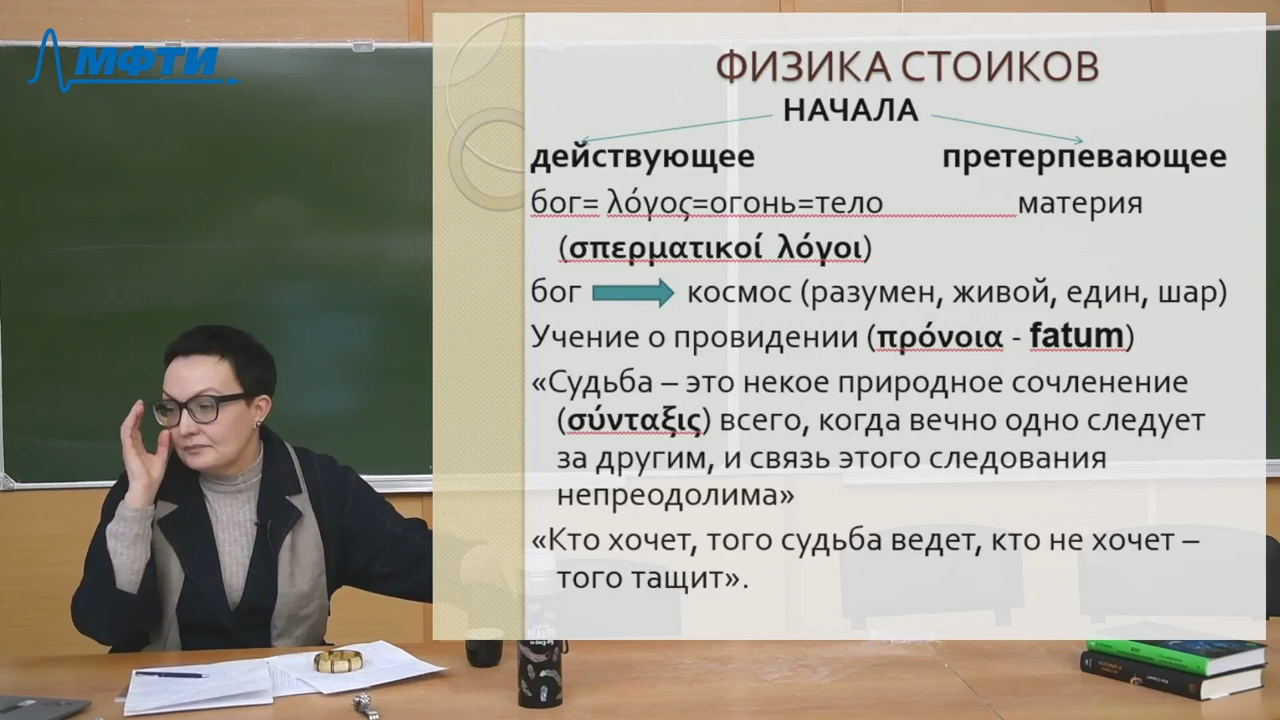 МФТИ
ФИЗИКА СТОИКОВ
НАЧАЛА
действующее претерпевающее
бог= λόγος=огонь=тело материя
(σπερματικοί λόγοι)
бог космос (разумен, живой, един, шар)
Учение о провидении (πρόνοια - fatum)
«Судьба – это некое природное сочленение
(σύνταξις) всего, когда вечно одно следует
за другим, и связь этого следования
непреодолима»
«Кто хочет, того судьба ведет, кто не хочет –
того тащит».